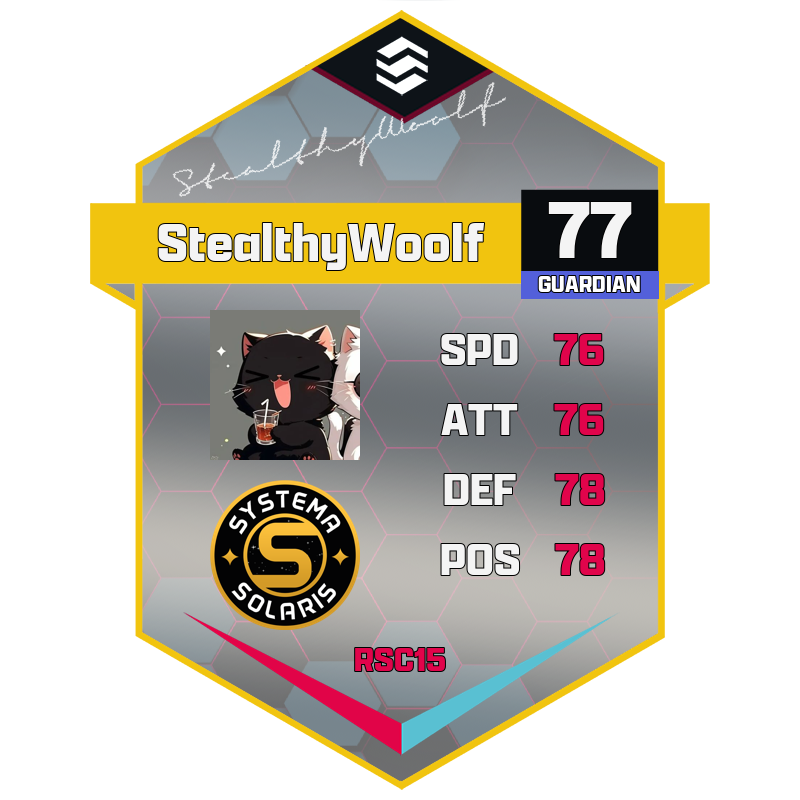 StealthyWoolf
StealthyWoolf
77
GUARDIAN
SPD 76
ATT 76
DEF 78
POS 78
SYSTEMA
S
SOLARIS
RSC15